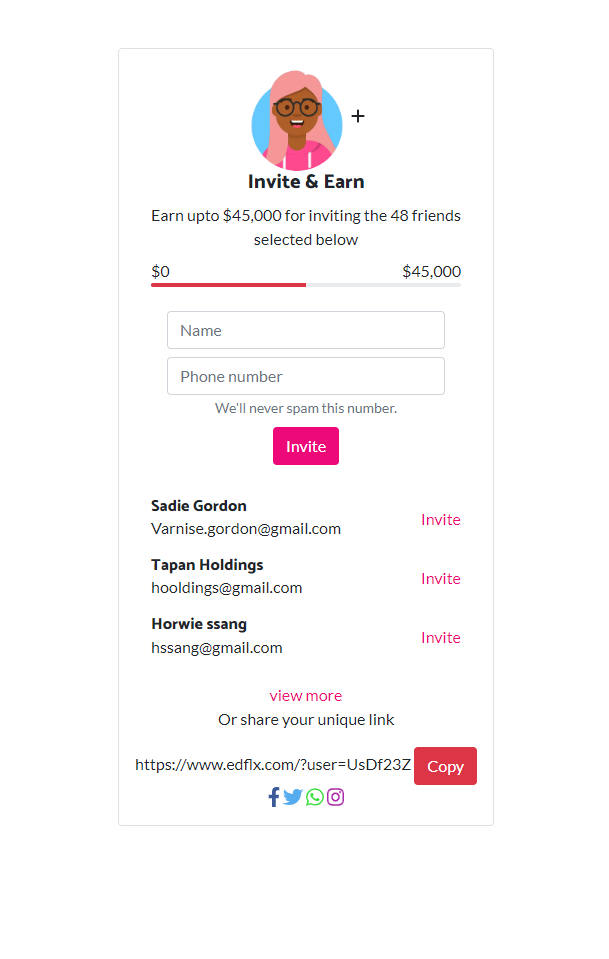 Invite & Earn
Earn upto $45,000 for inviting the 48 friends
selected below
$0 $45,000
Name
Phone number
We'll never spam this number.
Invite
Sadie Gordon
Varnise.gordon@gmail.com
Invite
Tapan Holdings
hooldings@gmail.com
Invite
Horwie ssang
hssang@gmail.com
Invite
view more
Or share your unique link
https://www.edflx.com/?user=UsDf23Z Copy